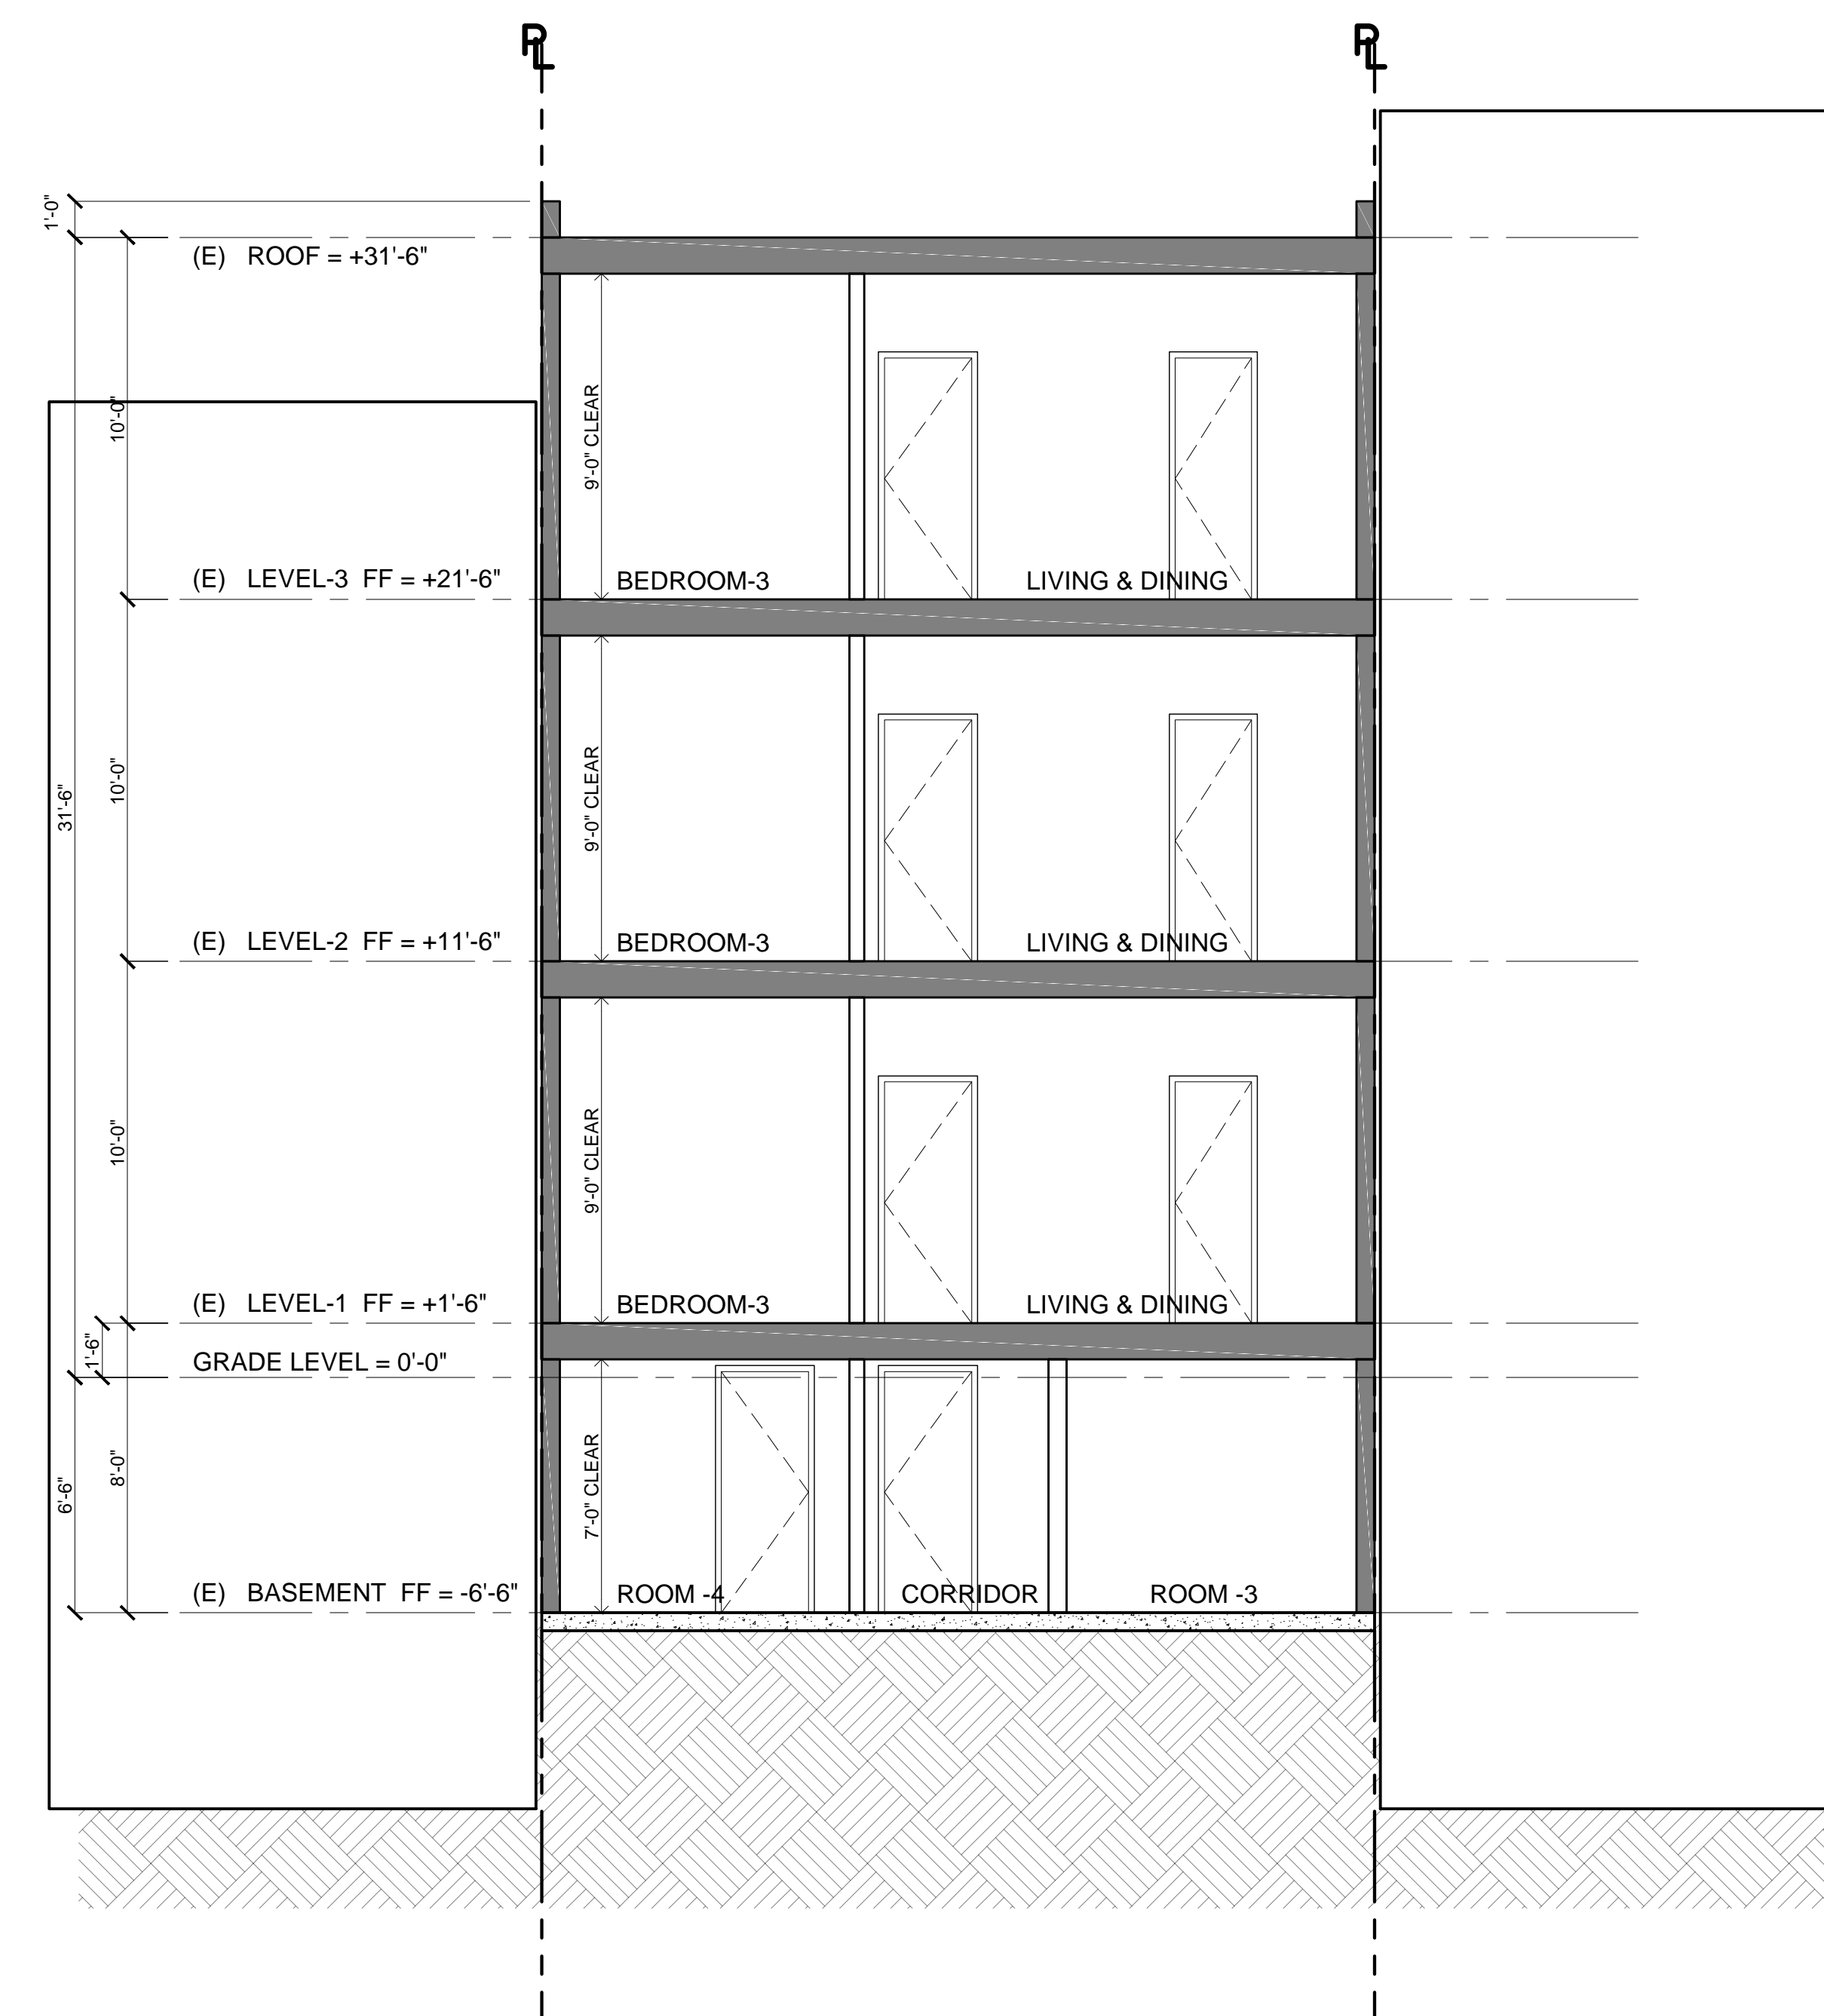 PL
PL
1'-0"
(E) ROOF = +31'-6"
10'-0"
9'-0" CLEAR
(E) LEVEL-3 FF = +21'-6"
BEDROOM-3
LIVING & DINING
31'-6"
10'-0"
9'-0" CLEAR
(E) LEVEL-2 FF = +11'-6"
BEDROOM-3
LIVING & DINING
10'-0"
9'-0" CLEAR
(E) LEVEL-1 FF = +1'-6"
BEDROOM-3
LIVING & DINING
1'-6"
GRADE LEVEL = 0'-0"
6'-6"
8'-0"
7'-0" CLEAR
(E) BASEMENT FF = -6'-6"
ROOM -4
CORRIDOR
ROOM -3